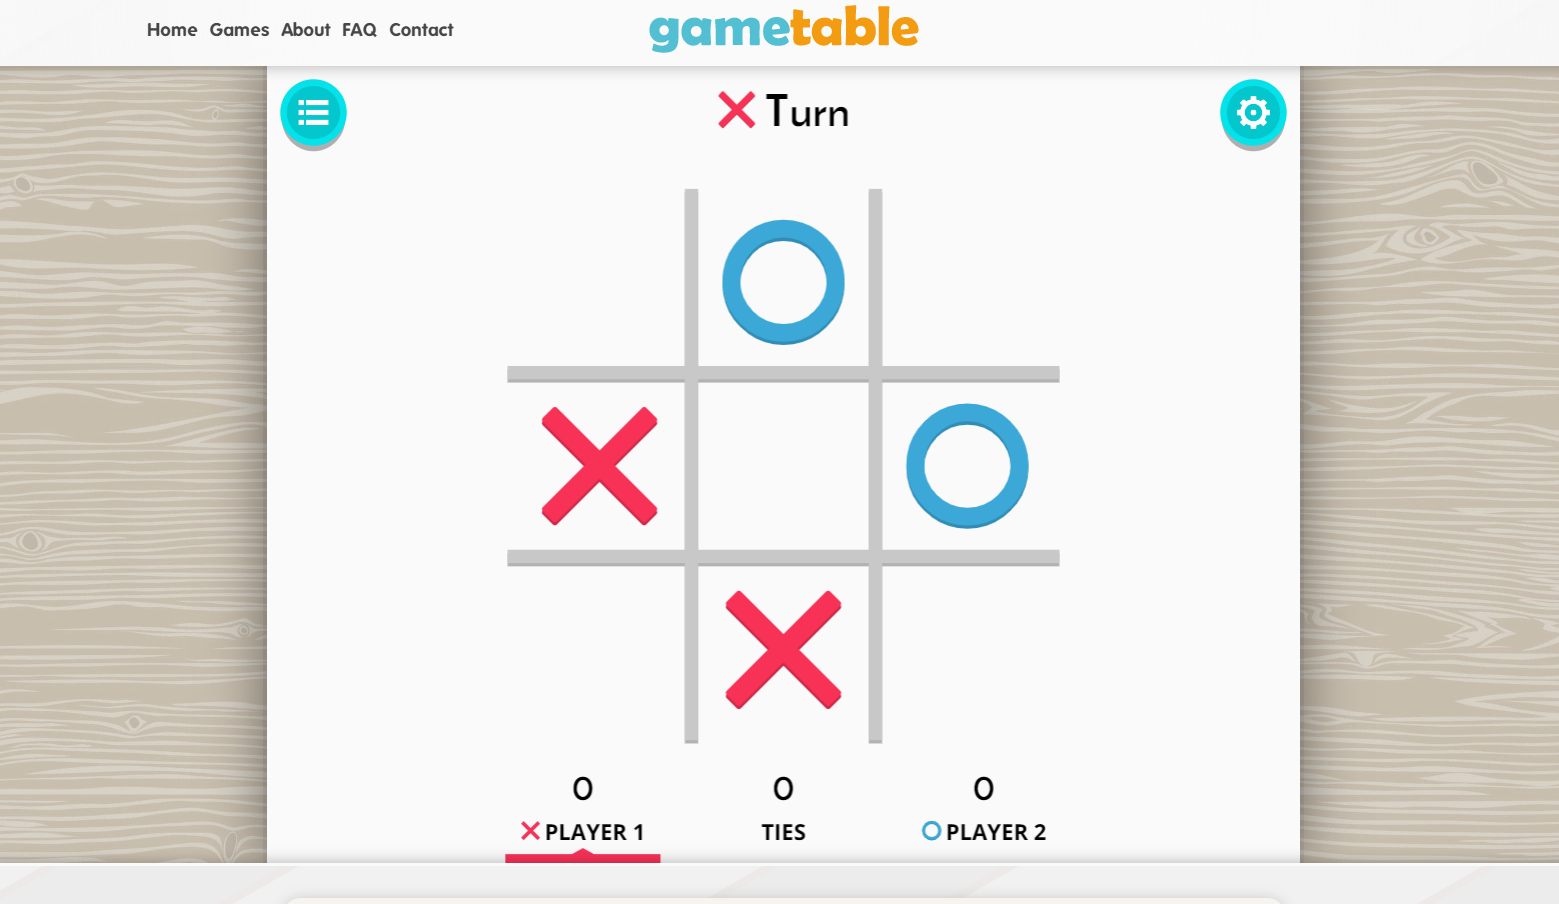 Home Games About FAQ Contact
gametable
Turn
0 0 0
PLAYER 1 TIES PLAYER 2